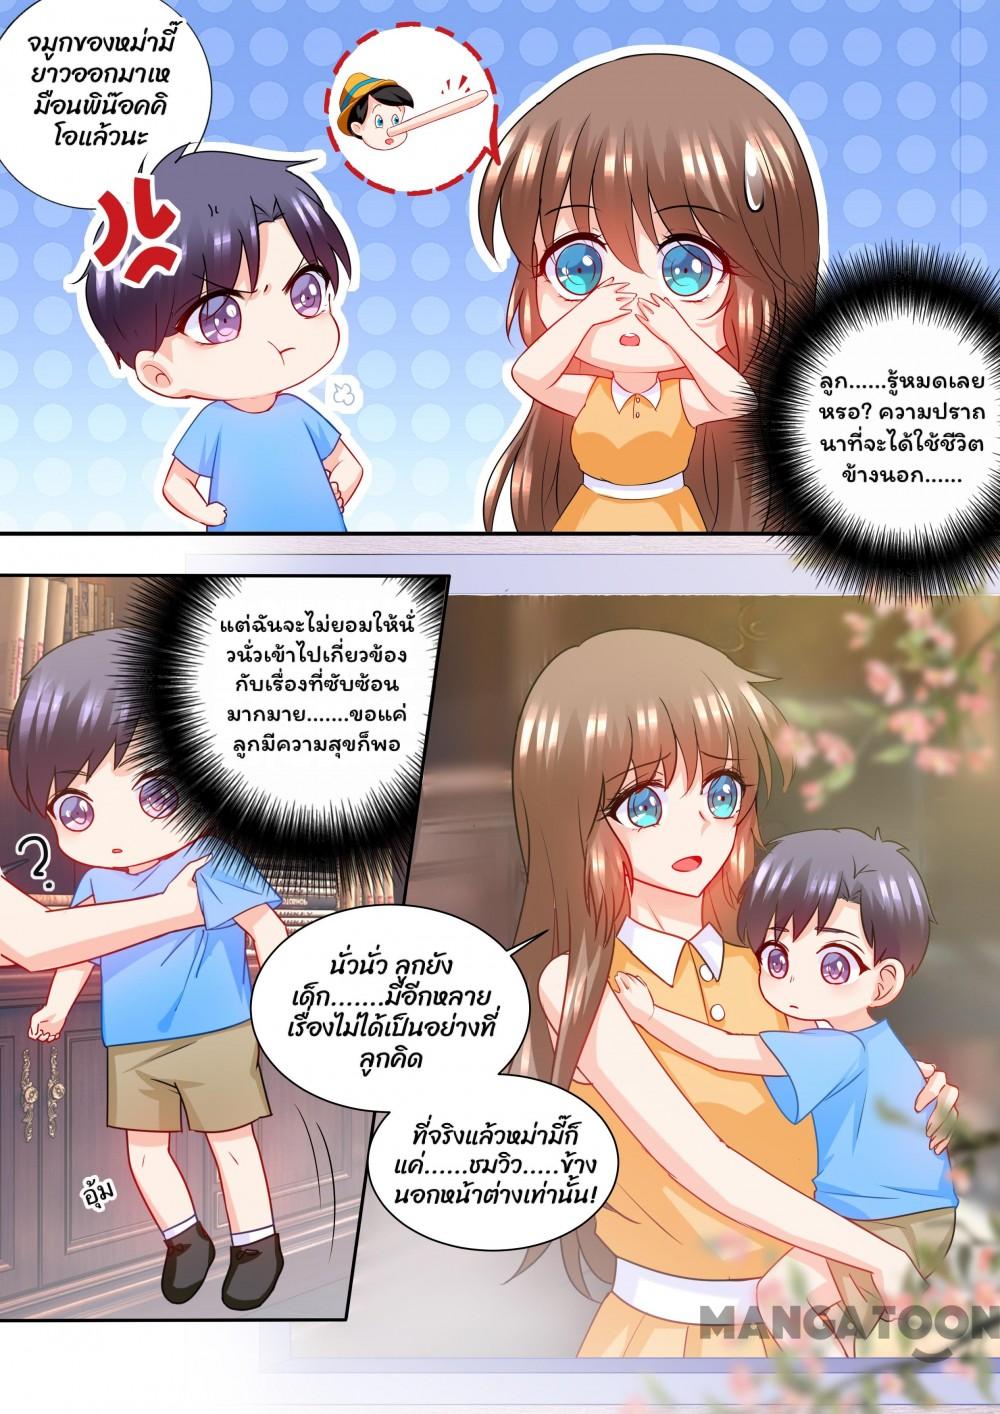 จมูกของหม่ามี๊
ยาวออกมาเห
มือนพิน๊อคคิ
โอแล้วนะ
ลูก......รู้หมดเลย
หรอ? ความปราถ
นาที่จะได้ใช้ชีวิต
ข้างนอก......
แต่ฉันจะไม่ยอมให้นั่
วนั่วเข้าไปเกี่ยวข้อง
กับเรื่องที่ซับซ้อน
มากมาย.......ขอแค่
ลูกมีความสุขก็พอ
?
นั่วนั่ว ลูกยัง
เด็ก.......มีอีกหลาย
เรื่องไม่ได้เป็นอย่างที่
ลูกคิด
ที่จริงแล้วหม่ามี๊ก็
แค่......ชมวิว.....ข้าง
นอกหน้าต่างเท่านั้น!
อุ้ม
MANGATOON